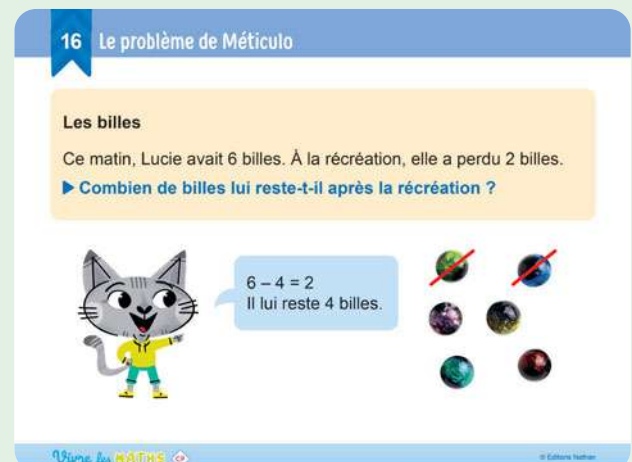 16 Le problème de Méticulo
Les billes
Ce matin, Lucie avait 6 billes. À la récréation, elle a perdu 2 billes.
▶ Combien de billes lui reste-t-il après la récréation ?
6 – 4 = 2
Il lui reste 4 billes.
Vivre les MATHS CP
© Editions Nathan